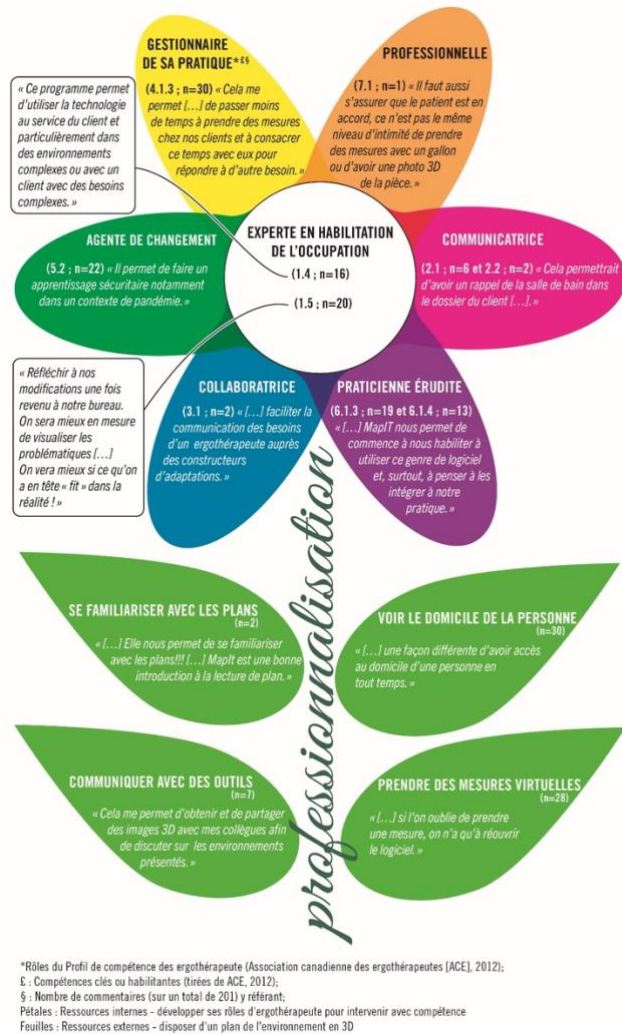 GESTIONNAIRE
DE SA PRATIQUE*£§
(4.1.3 ; n=30) « Cela me
permet […] de passer moins
de temps à prendre des mesures
chez nos clients et à consacrer
ce temps avec eux pour
répondre à d'autre besoin. »
PROFESSIONNELLE
(7.1 ; n=1) « Il faut aussi
s'assurer que le patient est en
accord, ce n'est pas le même
niveau d'intimité de prendre
des mesures avec un gallon
ou d'avoir une photo 3D
de la pièce. »
« Ce programme permet
d'utiliser la technologie
au service du client et
particulièrement dans
des environnements
complexes ou avec un
client avec des besoins
complexes. »
EXPERTE EN HABILITATION
DE L'OCCUPATION
(1.4 ; n=16)
(1.5 ; n=20)
AGENTE DE CHANGEMENT
(5.2 ; n=22) « Il permet de faire un
apprentissage sécuritaire notamment
dans un contexte de pandémie. »
COMMUNICATRICE
(2.1 ; n=6 et 2.2 ; n=2) « Cela permettrait
d'avoir un rappel de la salle de bain dans
le dossier du client […]. »
« Réfléchir à nos
modifications une fois
revenu à notre bureau.
On sera mieux en mesure
de visualiser les
problématiques […]
On verra mieux si ce qu'on
a en tête « fit » dans la
réalité ! »
COLLABORATRICE
(3.1 ; n=2) « […] faciliter la
communication des besoins
d'un ergothérapeute auprès
des constructeurs
d'adaptations. »
PRATICIENNE ÉRUDITE
(6.1.3 ; n=19 et 6.1.4 ; n=13)
« […] MapIT nous permet de
commence à nous habiliter à
utiliser ce genre de logiciel
et, surtout, à penser à les
intégrer à notre
pratique. »
professionnalisation
SE FAMILIARISER AVEC LES PLANS
(n=2)
« […] Elle nous permet de se familiariser
avec les plans!!! […] MapIt est une bonne
introduction à la lecture de plan. »
VOIR LE DOMICILE DE LA PERSONNE
(n=30)
« […] une façon différente d'avoir accès
au domicile d'une personne en
tout temps. »
COMMUNIQUER AVEC DES OUTILS
(n=7)
« Cela me permet d'obtenir et de partager
des images 3D avec mes collègues afin
de discuter sur les environnements
présentés. »
PRENDRE DES MESURES VIRTUELLES
(n=28)
« […] si l'on oublie de prendre
une mesure, on n'a qu'à réouvrir
le logiciel. »
*Rôles du Profil de compétence des ergothérapeute (Association canadienne des ergothérapeutes [ACE], 2012);
£ : Compétences clés ou habilitantes (tirées de ACE, 2012);
§ : Nombre de commentaires (sur un total de 201) y référant;
Pétales : Ressources internes - développer ses rôles d'ergothérapeute pour intervenir avec compétence
Feuilles : Ressources externes - disposer d'un plan de l'environnement en 3D